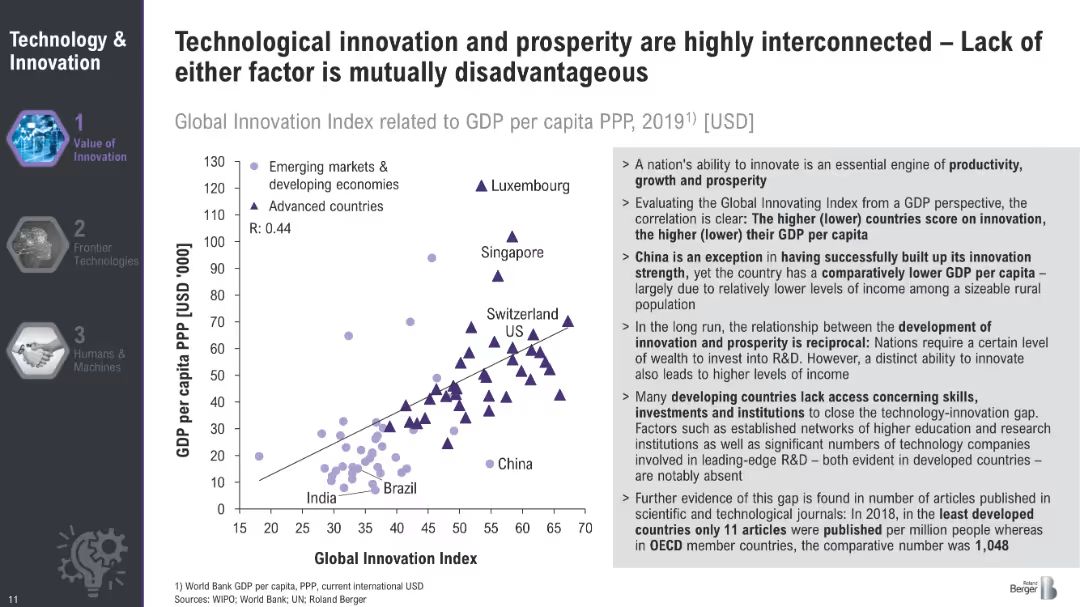 Technology &
Innovation
1
Value of
Innovation
2
Frontier
Technologies
3
Humans &
Machines
11
Technological innovation and prosperity are highly interconnected – Lack of
either factor is mutually disadvantageous
Global Innovation Index related to GDP per capita PPP, 2019¹⁾ [USD]
GDP per capita PPP [USD '000]
130
120
110
100
90
80
70
60
50
40
30
20
10
0
Emerging markets &
developing economies
Advanced countries
R: 0.44
Luxembourg
Singapore
Switzerland
US
China
Brazil
India
15 20 25 30 35 40 45 50 55 60 65 70
Global Innovation Index
> A nation's ability to innovate is an essential engine of productivity,
growth and prosperity
> Evaluating the Global Innovating Index from a GDP perspective, the
correlation is clear: The higher (lower) countries score on innovation,
the higher (lower) their GDP per capita
> China is an exception in having successfully built up its innovation
strength, yet the country has a comparatively lower GDP per capita –
largely due to relatively lower levels of income among a sizeable rural
population
> In the long run, the relationship between the development of
innovation and prosperity is reciprocal: Nations require a certain level
of wealth to invest into R&D. However, a distinct ability to innovate
also leads to higher levels of income
> Many developing countries lack access concerning skills,
investments and institutions to close the technology-innovation gap.
Factors such as established networks of higher education and research
institutions as well as significant numbers of technology companies
involved in leading-edge R&D – both evident in developed countries –
are notably absent
> Further evidence of this gap is found in number of articles published in
scientific and technological journals: In 2018, in the least developed
countries only 11 articles were published per million people whereas
in OECD member countries, the comparative number was 1,048
1) World Bank GDP per capita, PPP, current international USD
Sources: WIPO; World Bank; UN; Roland Berger
Roland
Berger
B